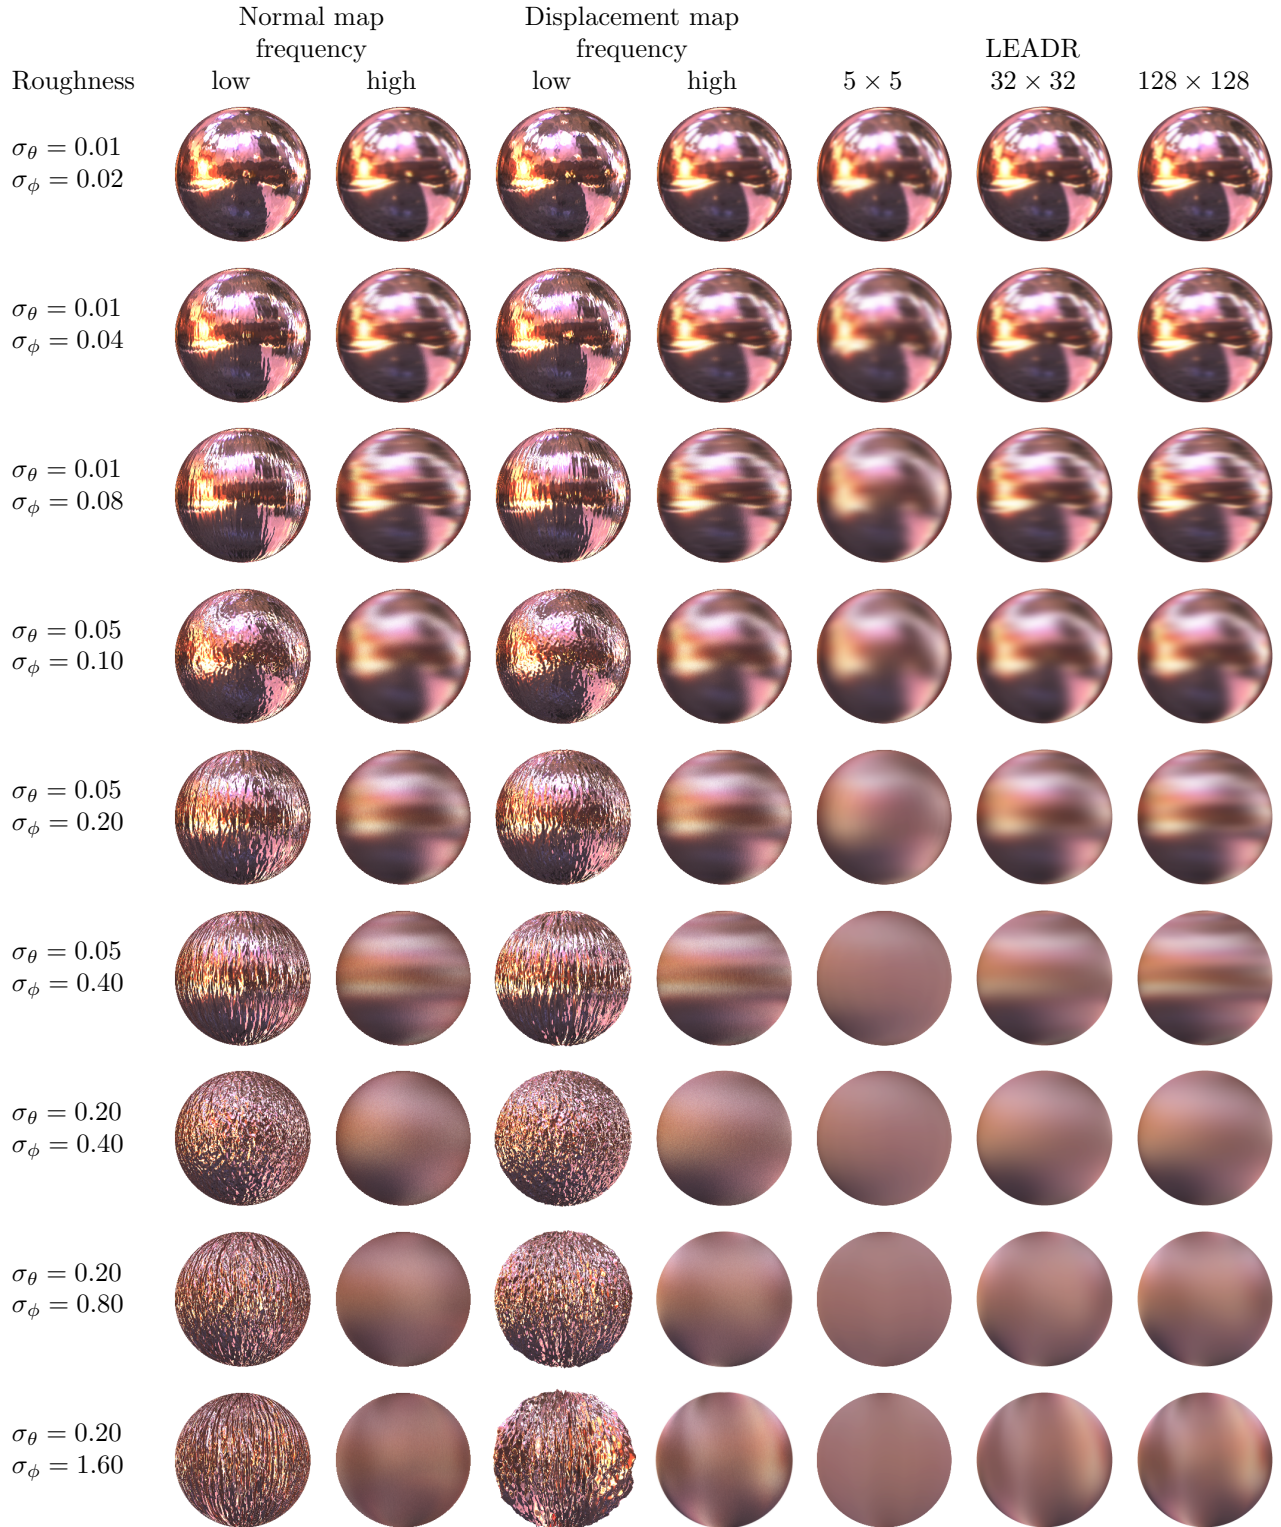 Normal map Displacement map
frequency frequency LEADR
Roughness low high low high 5 × 5 32 × 32 128 × 128
σθ = 0.01
σϕ = 0.02
σθ = 0.01
σϕ = 0.04
σθ = 0.01
σϕ = 0.08
σθ = 0.05
σϕ = 0.10
σθ = 0.05
σϕ = 0.20
σθ = 0.05
σϕ = 0.40
σθ = 0.20
σϕ = 0.40
σθ = 0.20
σϕ = 0.80
σθ = 0.20
σϕ = 1.60